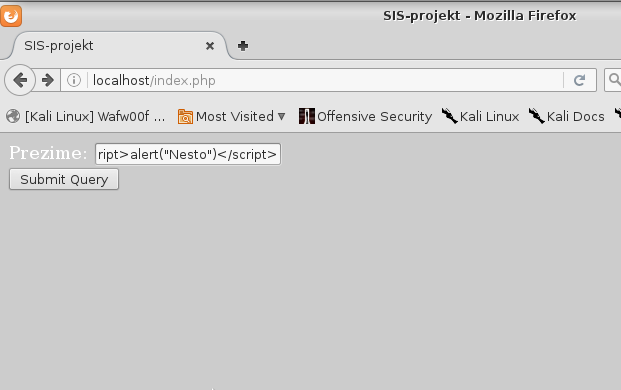 SIS-projekt - Mozilla Firefox
SIS-projekt
localhost/index.php
[Kali Linux] Wafw00f ... Most Visited Offensive Security Kali Linux Kali Docs
Prezime: ript>alert("Nesto")</script>
Submit Query